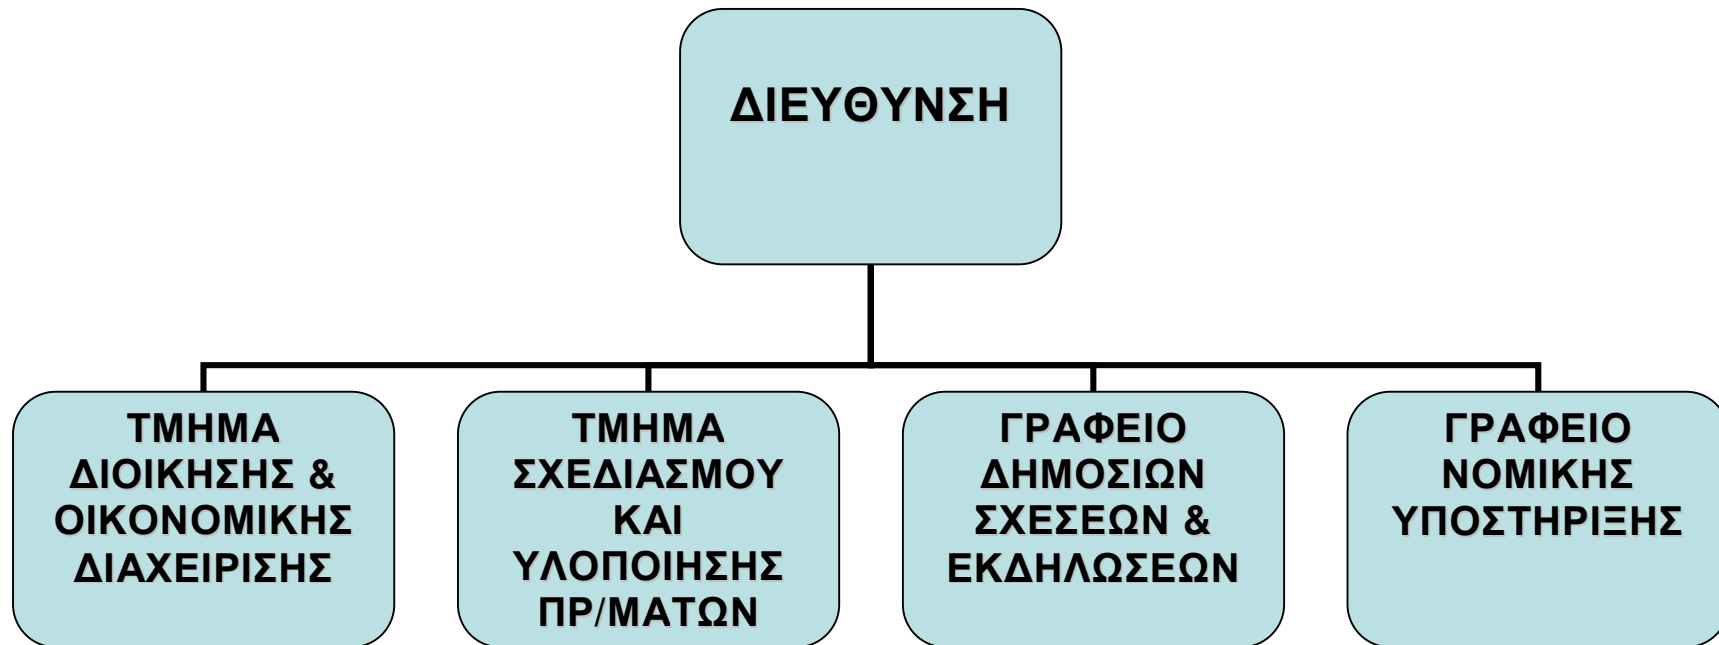 ΔΙΕΥΘΥΝΣΗ
ΤΜΗΜΑ
ΔΙΟΙΚΗΣΗΣ &
ΟΙΚΟΝΟΜΙΚΗΣ
ΔΙΑΧΕΙΡΙΣΗΣ
ΤΜΗΜΑ
ΣΧΕΔΙΑΣΜΟΥ
ΚΑΙ
ΥΛΟΠΟΙΗΣΗΣ
ΠΡ/ΜΑΤΩΝ
ΓΡΑΦΕΙΟ
ΔΗΜΟΣΙΩΝ
ΣΧΕΣΕΩΝ &
ΕΚΔΗΛΩΣΕΩΝ
ΓΡΑΦΕΙΟ
ΝΟΜΙΚΗΣ
ΥΠΟΣΤΗΡΙΞΗΣ